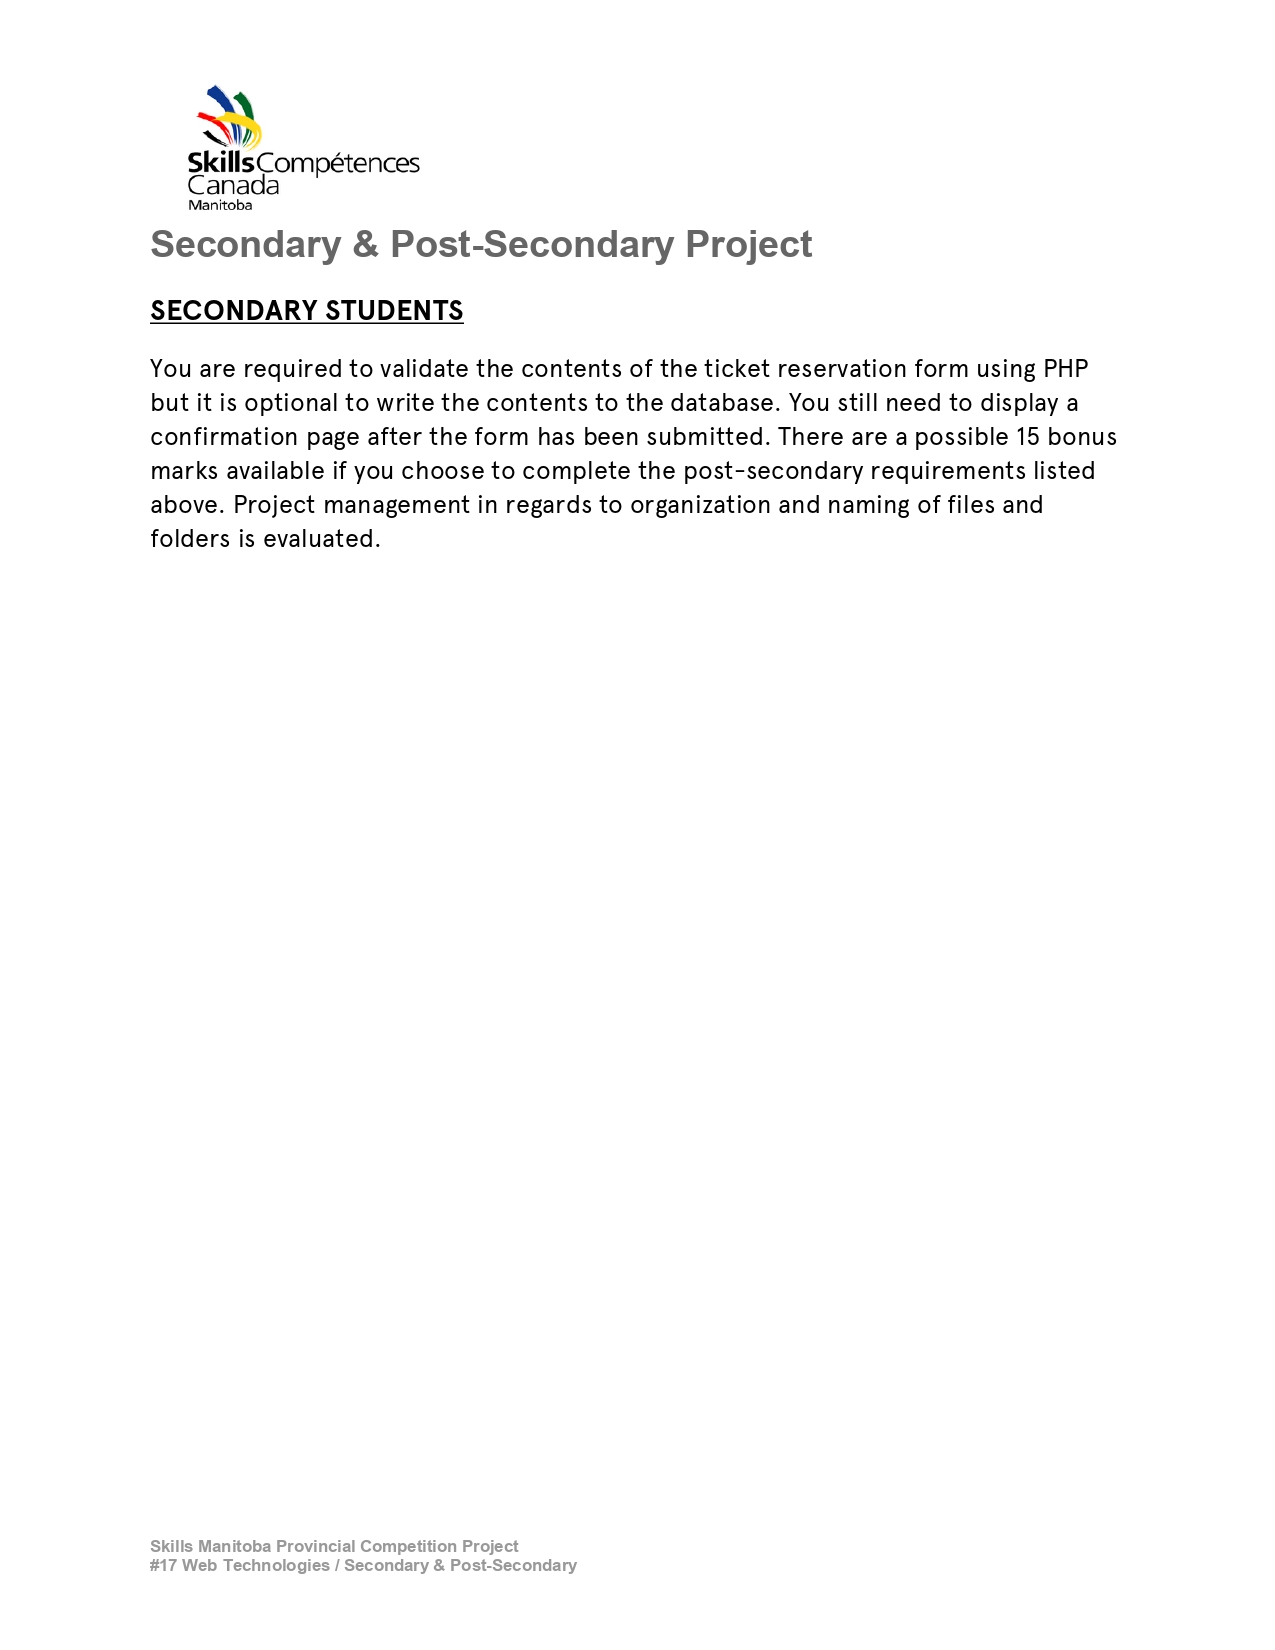 Skills Compétences
Canada
Manitoba
Secondary & Post-Secondary Project
SECONDARY STUDENTS
You are required to validate the contents of the ticket reservation form using PHP
but it is optional to write the contents to the database. You still need to display a
confirmation page after the form has been submitted. There are a possible 15 bonus
marks available if you choose to complete the post-secondary requirements listed
above. Project management in regards to organization and naming of files and
folders is evaluated.
Skills Manitoba Provincial Competition Project
#17 Web Technologies / Secondary & Post-Secondary